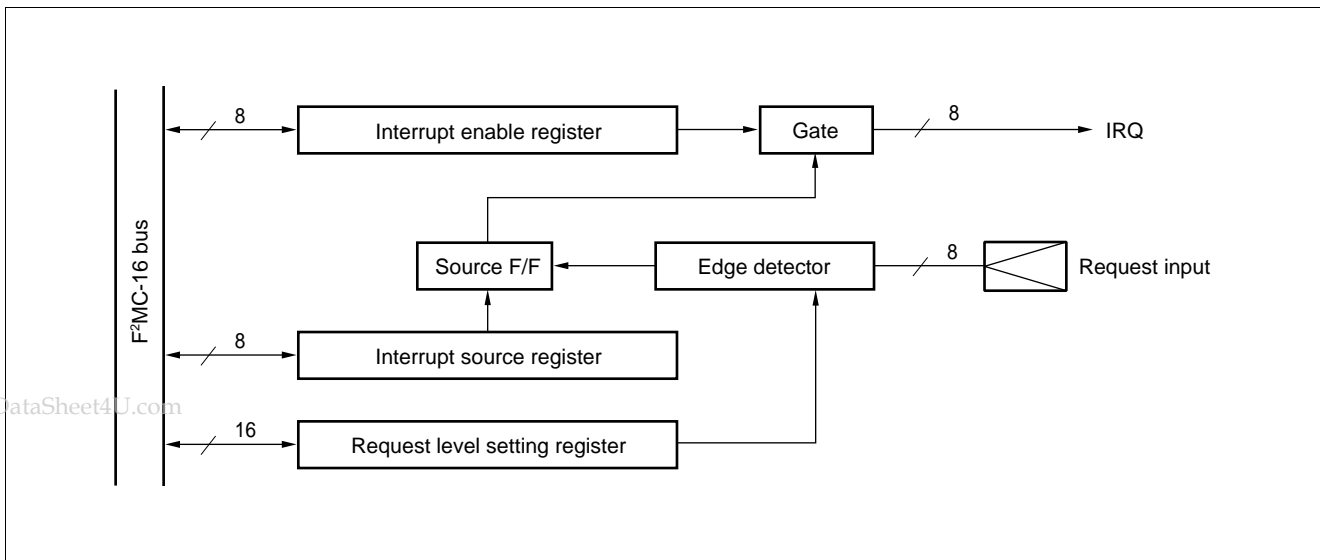 8
Interrupt enable register
Gate
8
IRQ
F²MC-16 bus
Source F/F
Edge detector
8
Request input
8
Interrupt source register
DataSheet4U.com
16
Request level setting register